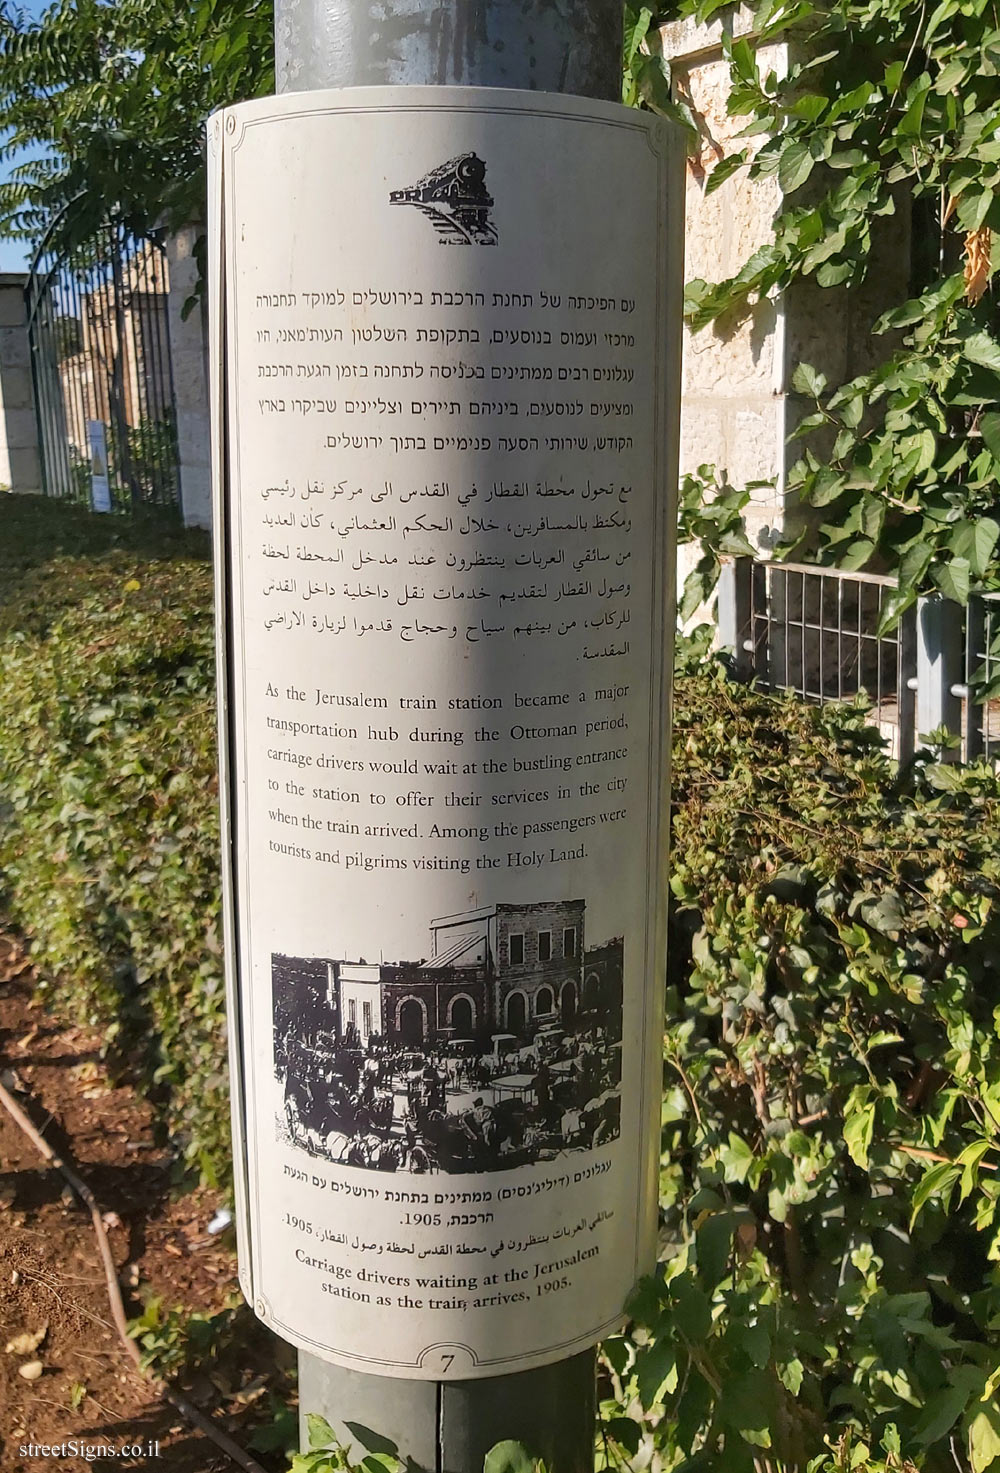 עם הפיכתה של תחנת הרכבת בירושלים למוקד תחבורה
מרכזי ועמוס בנוסעים, בתקופת השלטון העות'מאני, היו
עגלונים רבים ממתינים בכניסה לתחנה בזמן הגעת הרכבת
ומציעים לנוסעים, ביניהם תיירים וצליינים שביקרו בארץ
הקודש, שירותי הסעה פנימיים בתוך ירושלים.
مع تحول محطة القطار في القدس الى مركز نقل رئيسي
ومكتظ بالمسافرين، خلال الحكم العثماني، كان العديد
من سائقي العربات ينتظرون عند مدخل المحطة لحظة
وصول القطار لتقديم خدمات نقل داخلية داخل القدس
للركاب، من بينهم سياح وحجاج قدموا لزيارة الاراضي
المقدسة.
As the Jerusalem train station became a major
transportation hub during the Ottoman period,
carriage drivers would wait at the bustling entrance
to the station to offer their services in the city
when the train arrived. Among the passengers were
tourists and pilgrims visiting the Holy Land.
עגלונים (דיליג'נסים) ממתינים בתחנת ירושלים עם הגעת
הרכבת, 1905.
سائقي العربات ينتظرون في محطة القدس لحظة وصول القطار، 1905.
Carriage drivers waiting at the Jerusalem
station as the train arrives, 1905.
7
streetSigns.co.il